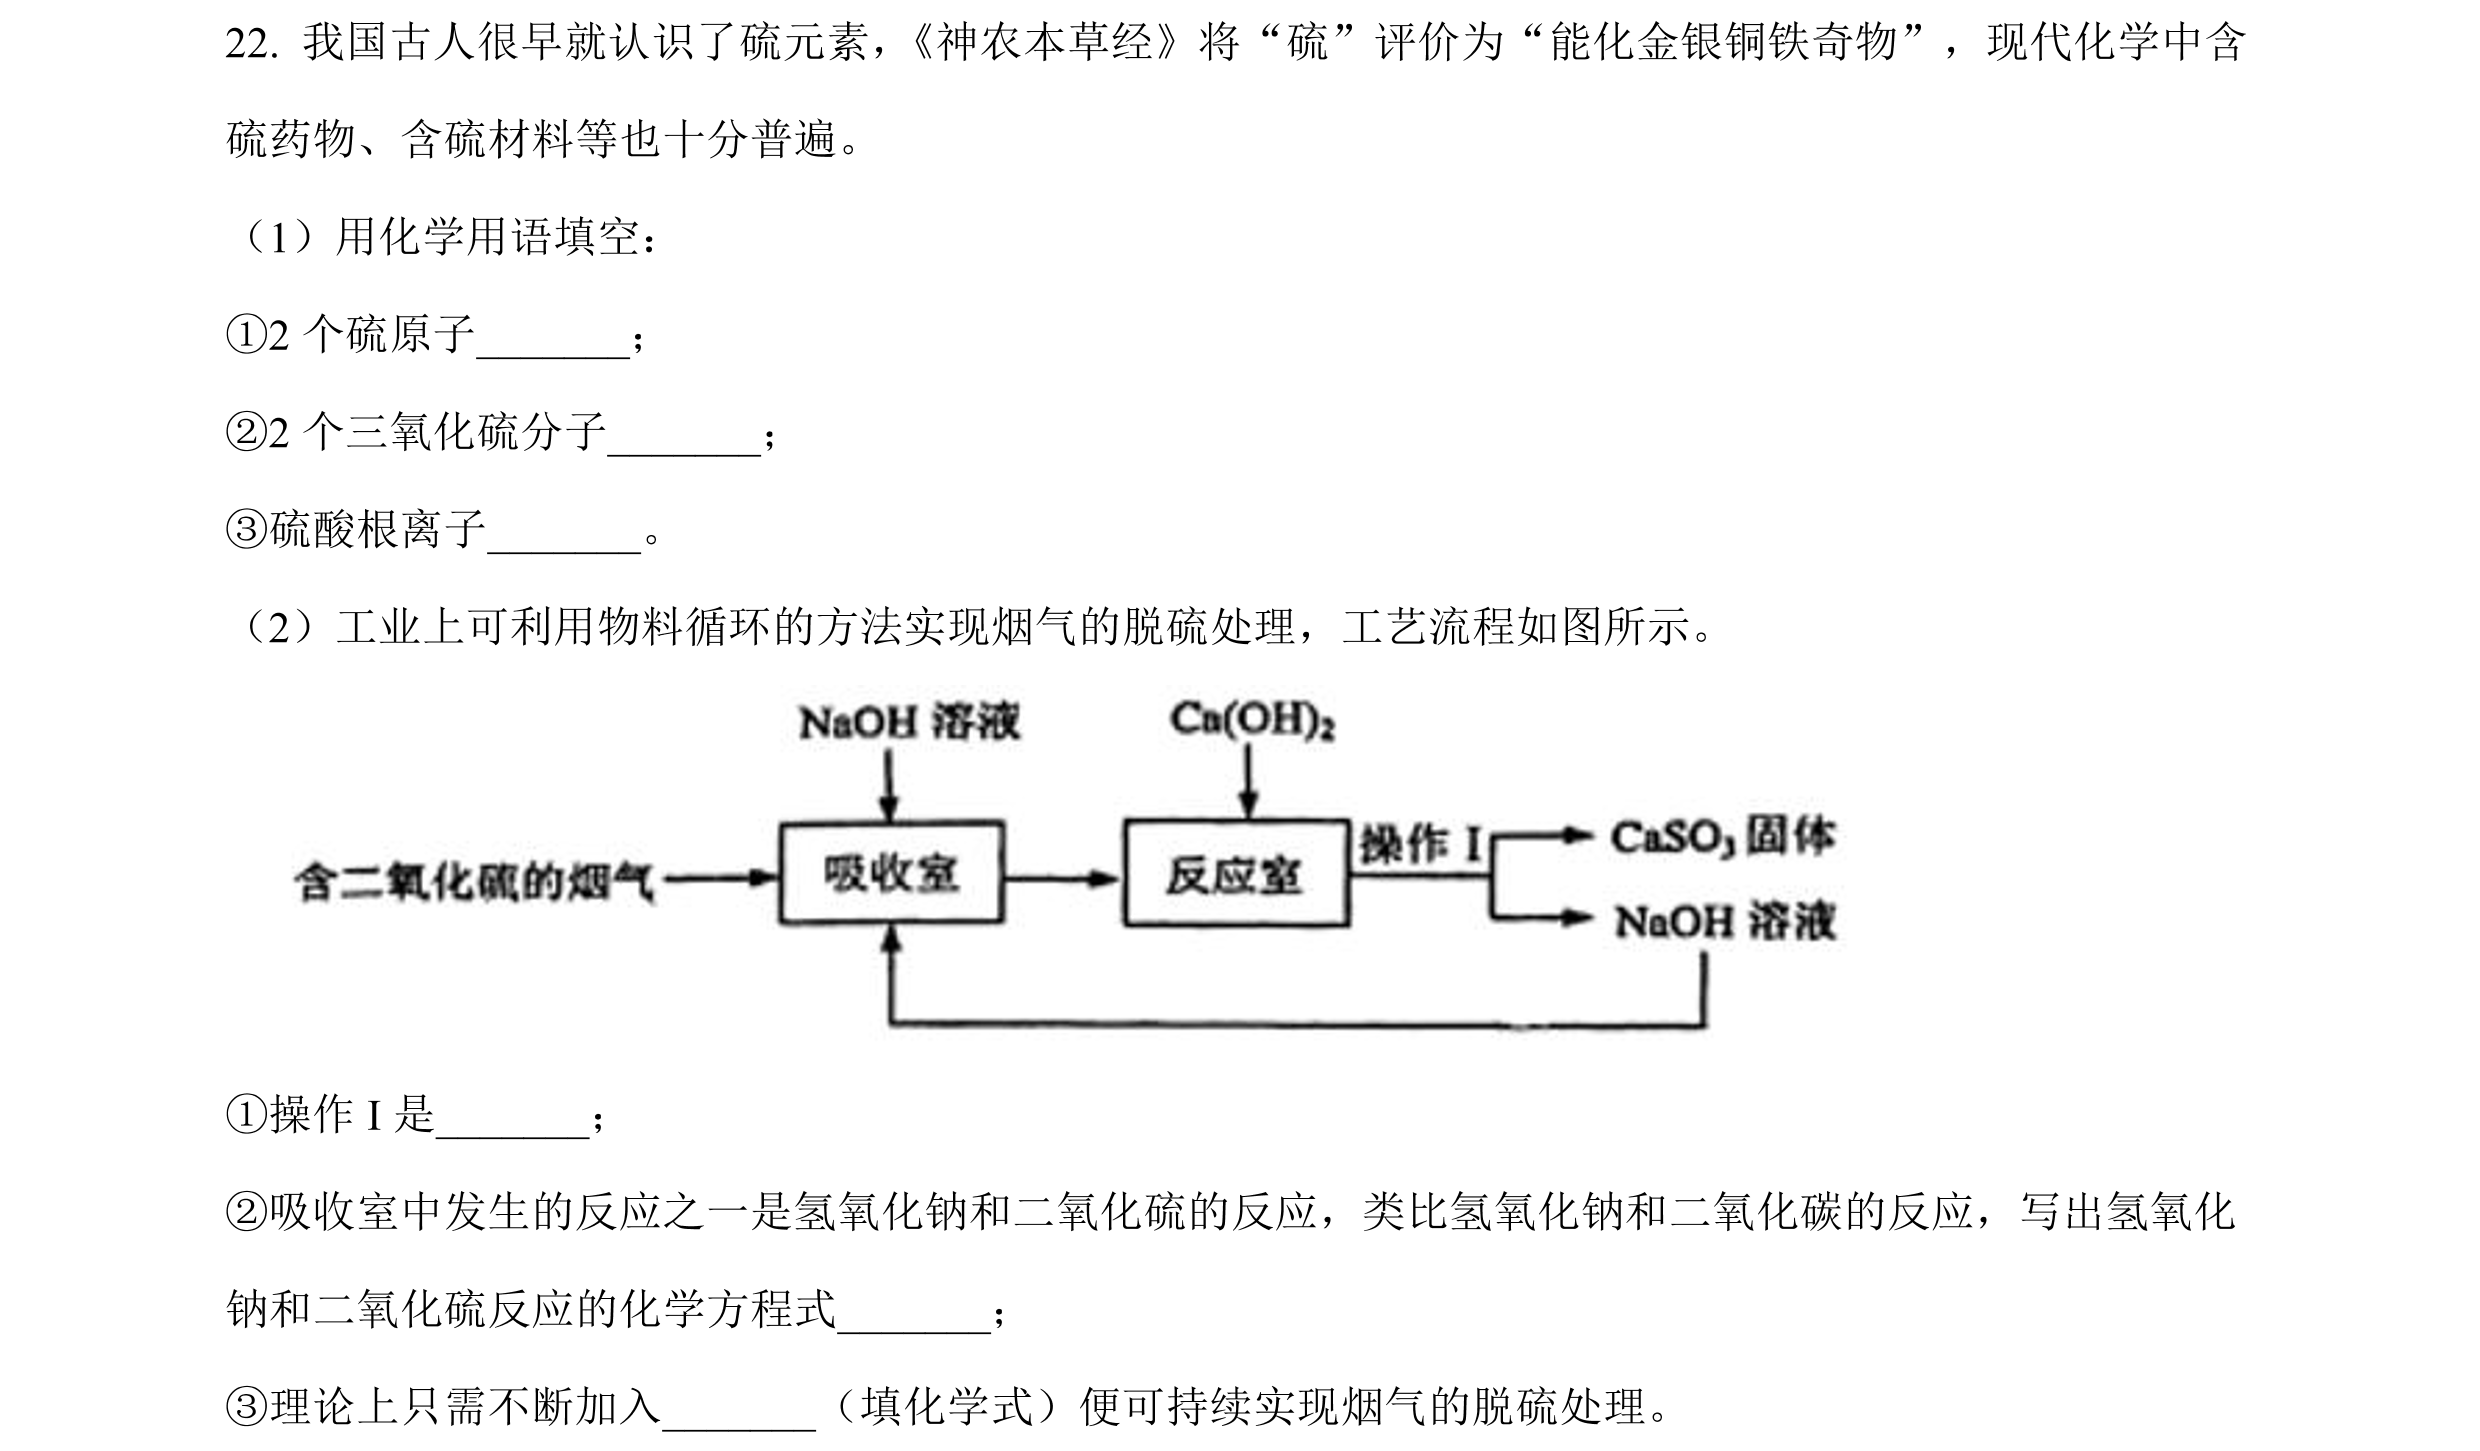 22. 我国古人很早就认识了硫元素，《神农本草经》将“硫”评价为“能化金银铜铁奇物”，现代化学中含
硫药物、含硫材料等也十分普遍。
（1）用化学用语填空：
①2 个硫原子_______；
②2 个三氧化硫分子_______；
③硫酸根离子_______。
（2）工业上可利用物料循环的方法实现烟气的脱硫处理，工艺流程如图所示。
NaOH 溶液
Ca(OH)₂
含二氧化硫的烟气
吸收室
反应室
操作 I
CaSO₃固体
NaOH 溶液
①操作 I 是_______；
②吸收室中发生的反应之一是氢氧化钠和二氧化硫的反应，类比氢氧化钠和二氧化碳的反应，写出氢氧化
钠和二氧化硫反应的化学方程式_______；
③理论上只需不断加入_______（填化学式）便可持续实现烟气的脱硫处理。